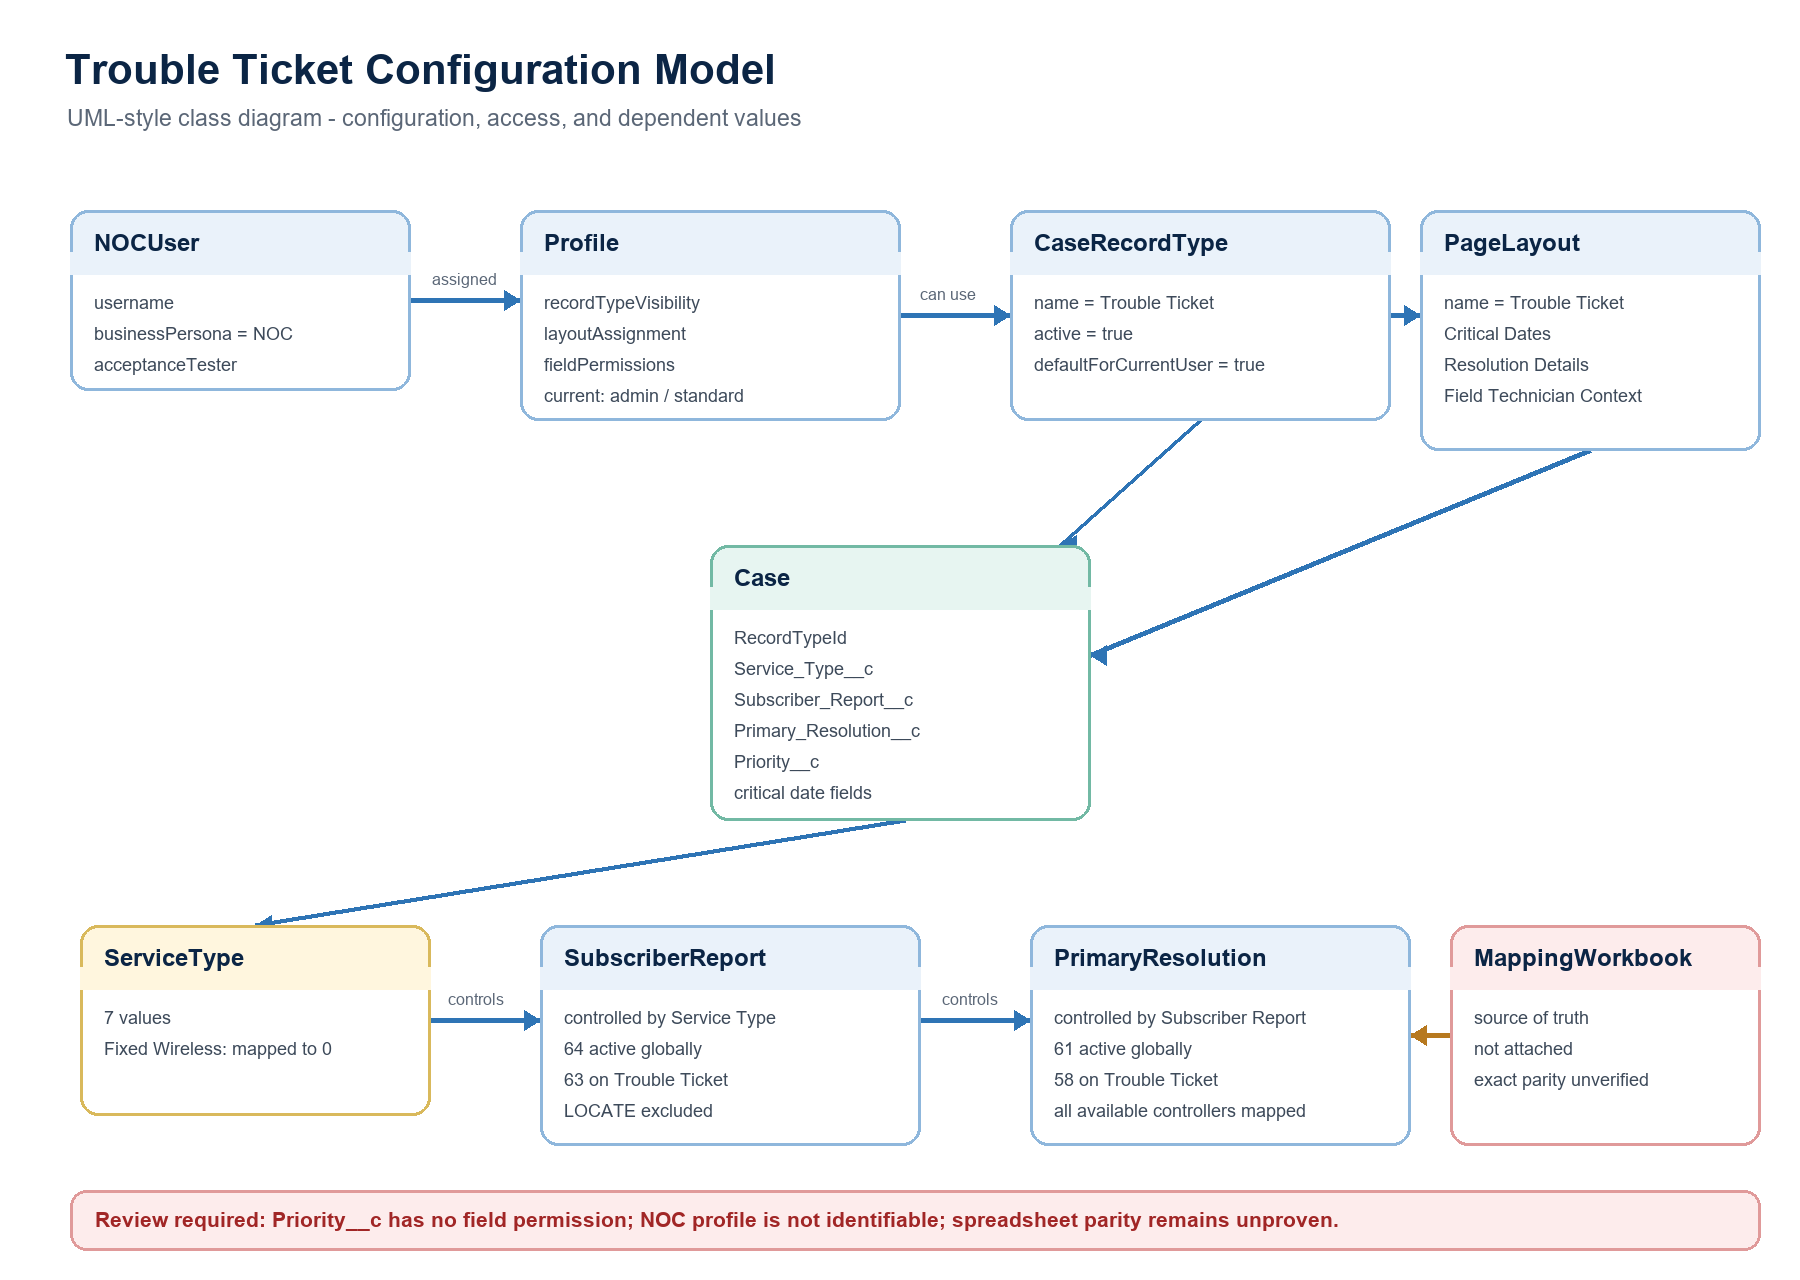 Trouble Ticket Configuration Model
UML-style class diagram - configuration, access, and dependent values
NOCUser
username
businessPersona = NOC
acceptanceTester
assigned
Profile
recordTypeVisibility
layoutAssignment
fieldPermissions
current: admin / standard
can use
CaseRecordType
name = Trouble Ticket
active = true
defaultForCurrentUser = true
PageLayout
name = Trouble Ticket
Critical Dates
Resolution Details
Field Technician Context
Case
RecordTypeId
Service_Type__c
Subscriber_Report__c
Primary_Resolution__c
Priority__c
critical date fields
ServiceType
7 values
Fixed Wireless: mapped to 0
controls
SubscriberReport
controlled by Service Type
64 active globally
63 on Trouble Ticket
LOCATE excluded
controls
PrimaryResolution
controlled by Subscriber Report
61 active globally
58 on Trouble Ticket
all available controllers mapped
MappingWorkbook
source of truth
not attached
exact parity unverified
Review required: Priority__c has no field permission; NOC profile is not identifiable; spreadsheet parity remains unproven.